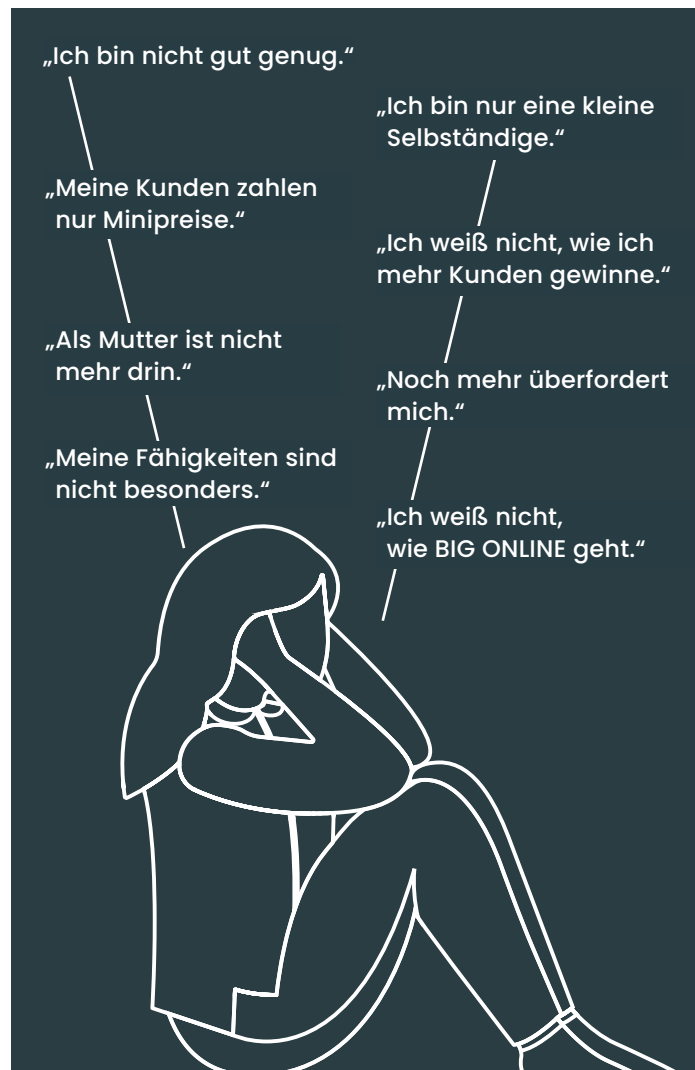 „Ich bin nicht gut genug.“
„Meine Kunden zahlen
nur Minipreise.“
„Als Mutter ist nicht
mehr drin.“
„Meine Fähigkeiten sind
nicht besonders.“
„Ich bin nur eine kleine
Selbständige.“
„Ich weiß nicht, wie ich
mehr Kunden gewinne.“
„Noch mehr überfordert
mich.“
„Ich weiß nicht,
wie BIG ONLINE geht.“